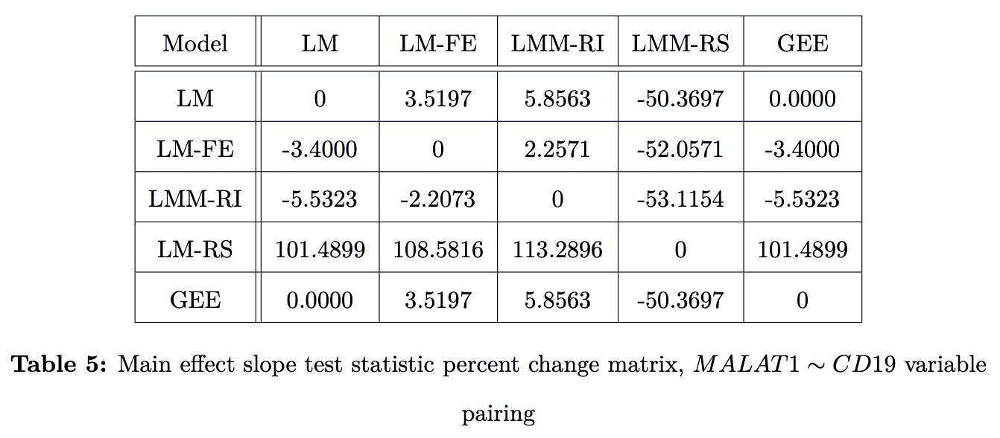 Model LM LM-FE LMM-RI LMM-RS GEE
LM 0 3.5197 5.8563 -50.3697 0.0000
LM-FE -3.4000 0 2.2571 -52.0571 -3.4000
LMM-RI -5.5323 -2.2073 0 -53.1154 -5.5323
LM-RS 101.4899 108.5816 113.2896 0 101.4899
GEE 0.0000 3.5197 5.8563 -50.3697 0
Table 5: Main effect slope test statistic percent change matrix, MALAT1 ∼ CD19 variable
pairing